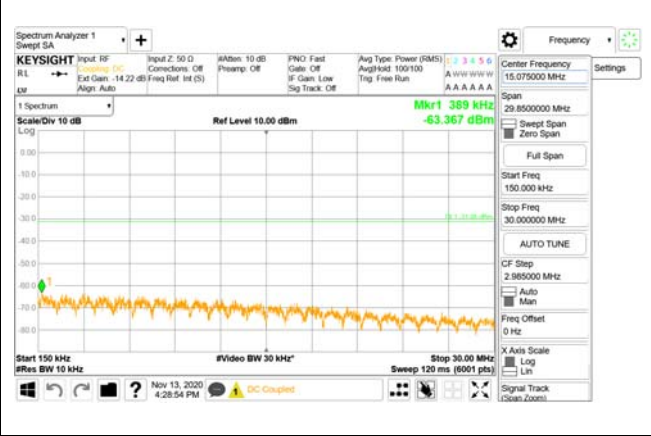 Spectrum Analyzer 1
Swept SA
Frequency
KEYSIGHT
RL
Input: RF
Coupling: DC
Ext Gain: -14.22 dB
Align: Auto
Input Z: 50 Ω
Corrections: Off
Freq Ref: Int (S)
#Atten: 10 dB
Preamp: Off
PNO: Fast
Gate: Off
IF Gain: Low
Sig Track: Off
Avg Type: Power (RMS)
Avg|Hold: 100/100
Trig: Free Run
1 2 3 4 5 6
A W W W W W
A A A A A A
1 Spectrum
Scale/Div 10 dB
Ref Level 10.00 dBm
Mkr1 389 kHz
-63.367 dBm
Log
0.00
-10.0
-20.0
-30.0
-40.0
-50.0
-60.0
-70.0
-80.0
1
Start 150 kHz
#Res BW 10 kHz
#Video BW 30 kHz*
Stop 30.00 MHz
Sweep 120 ms (6001 pts)
Nov 13, 2020
4:28:54 PM
?
1
DC Coupled
Center Frequency
15.075000 MHz
Settings
Span
29.8500000 MHz
Swept Span
Zero Span
Full Span
Start Freq
150.000 kHz
Stop Freq
30.000000 MHz
AUTO TUNE
CF Step
2.985000 MHz
Auto
Man
Freq Offset
0 Hz
X Axis Scale
Log
Lin
Signal Track
(Span Zoom)